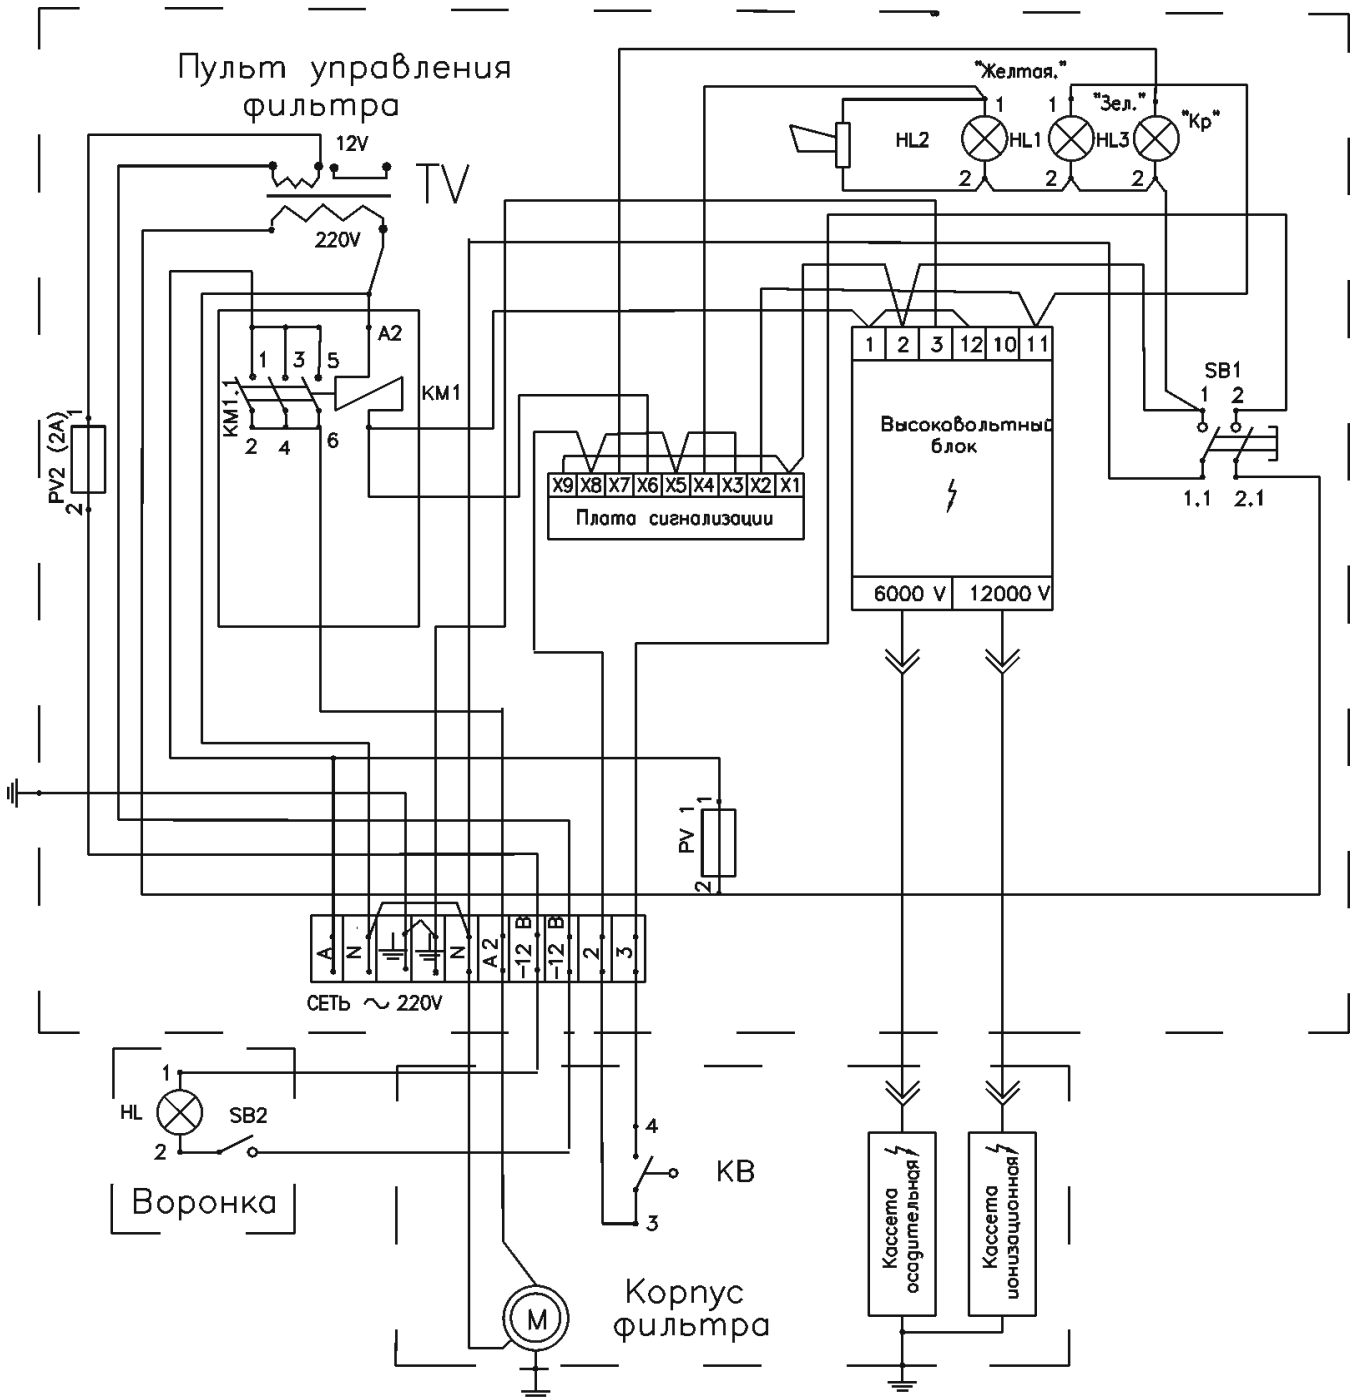 Пульт управления
фильтра
12V
TV
220V
"Желтая."
1
1
"Зел."
"Кр"
HL2
HL1
HL3
2
2
2
A2
1
3
5
KM1.1
KM1
2
4
6
1
PV2 (2A)
2
1
2
3
12
10
11
Высоковольтный
блок
6000 V
12000 V
SB1
1
2
1.1
2.1
X9
X8
X7
X6
X5
X4
X3
X2
X1
Плата сигнализации
1
PV 1
2
A
N
N
A 2
-12 В
-12 В
2
3
СЕТЬ ~ 220V
1
HL
SB2
2
Воронка
4
КВ
3
M
Корпус
фильтра
Кассета
осадительная
Кассета
ионизационная